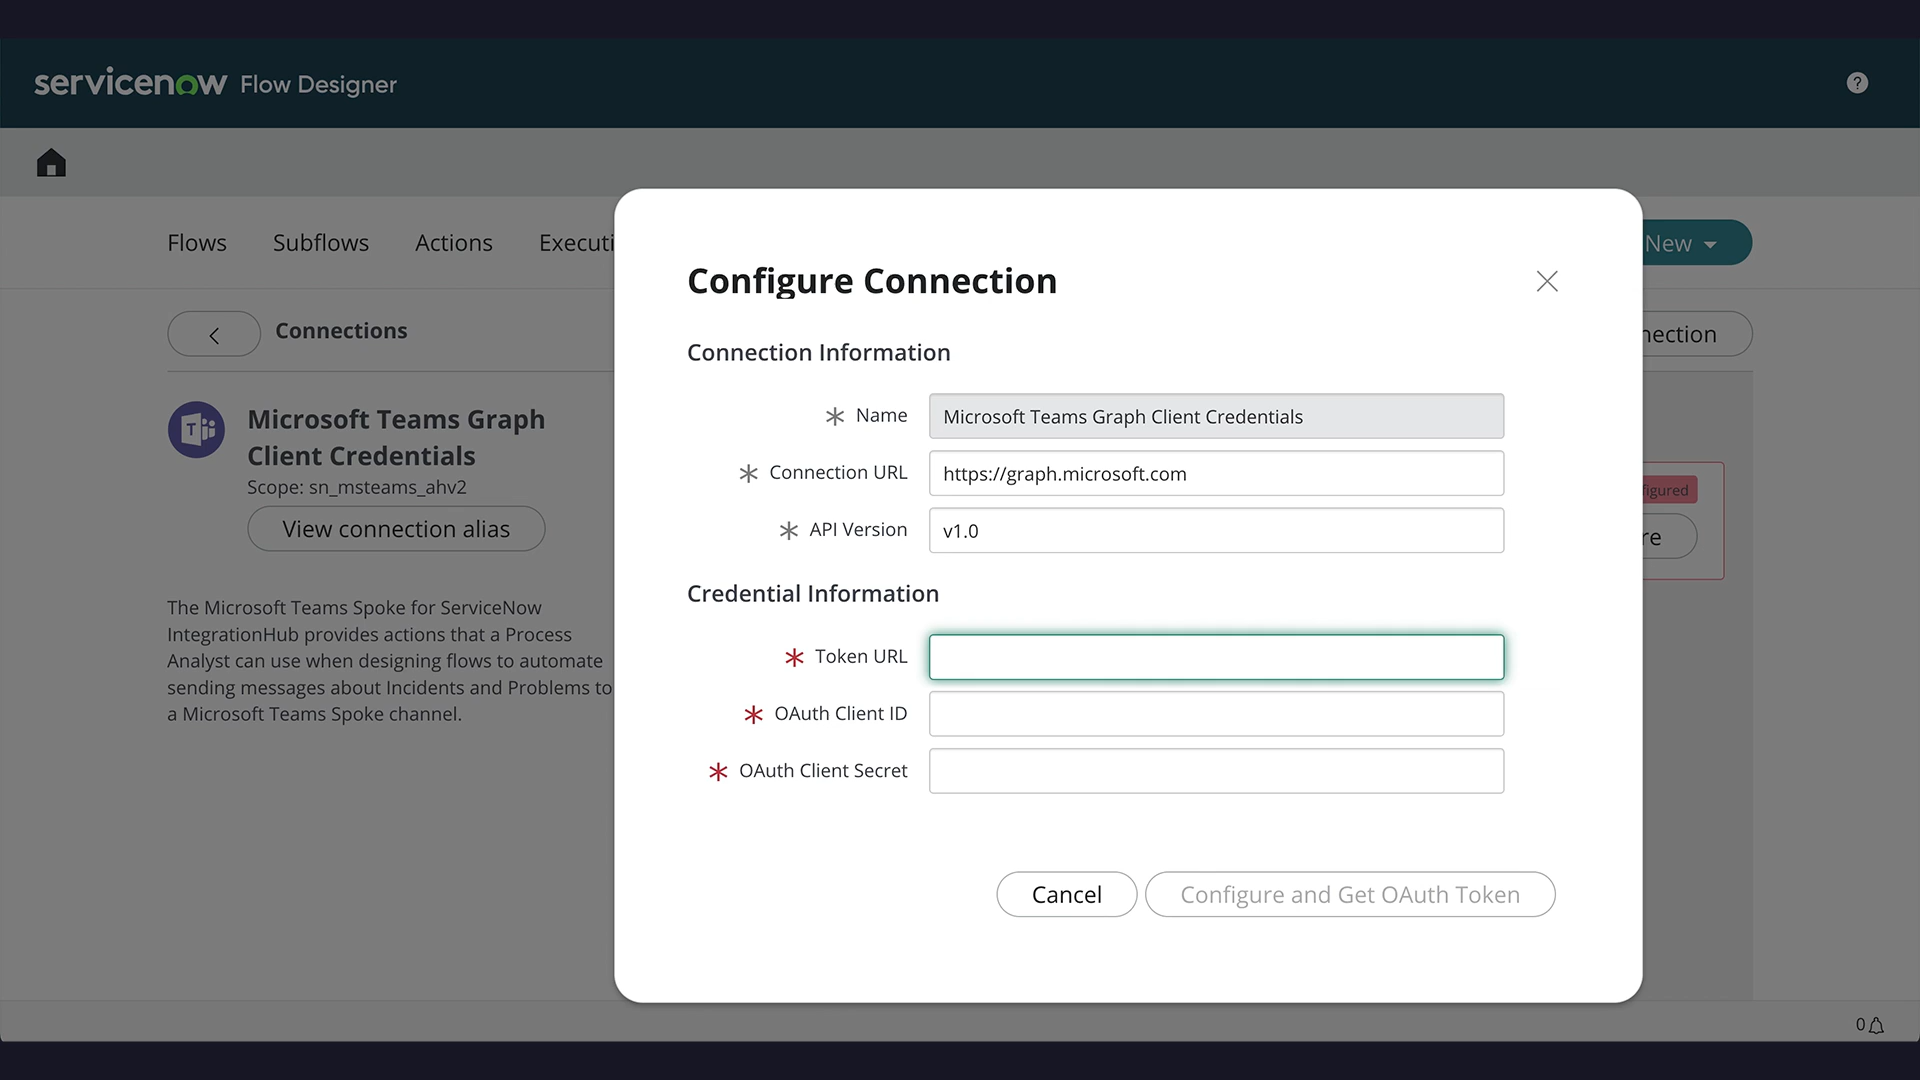 servicenow Flow Designer
?
Flows Subflows Actions Executi
New
Connections
nection
Microsoft Teams Graph
Client Credentials
Scope: sn_msteams_ahv2
View connection alias
The Microsoft Teams Spoke for ServiceNow
IntegrationHub provides actions that a Process
Analyst can use when designing flows to automate
sending messages about Incidents and Problems to
a Microsoft Teams Spoke channel.
figured
re
Configure Connection
Connection Information
* Name Microsoft Teams Graph Client Credentials
* Connection URL https://graph.microsoft.com
* API Version v1.0
Credential Information
* Token URL
* OAuth Client ID
* OAuth Client Secret
Cancel Configure and Get OAuth Token
0